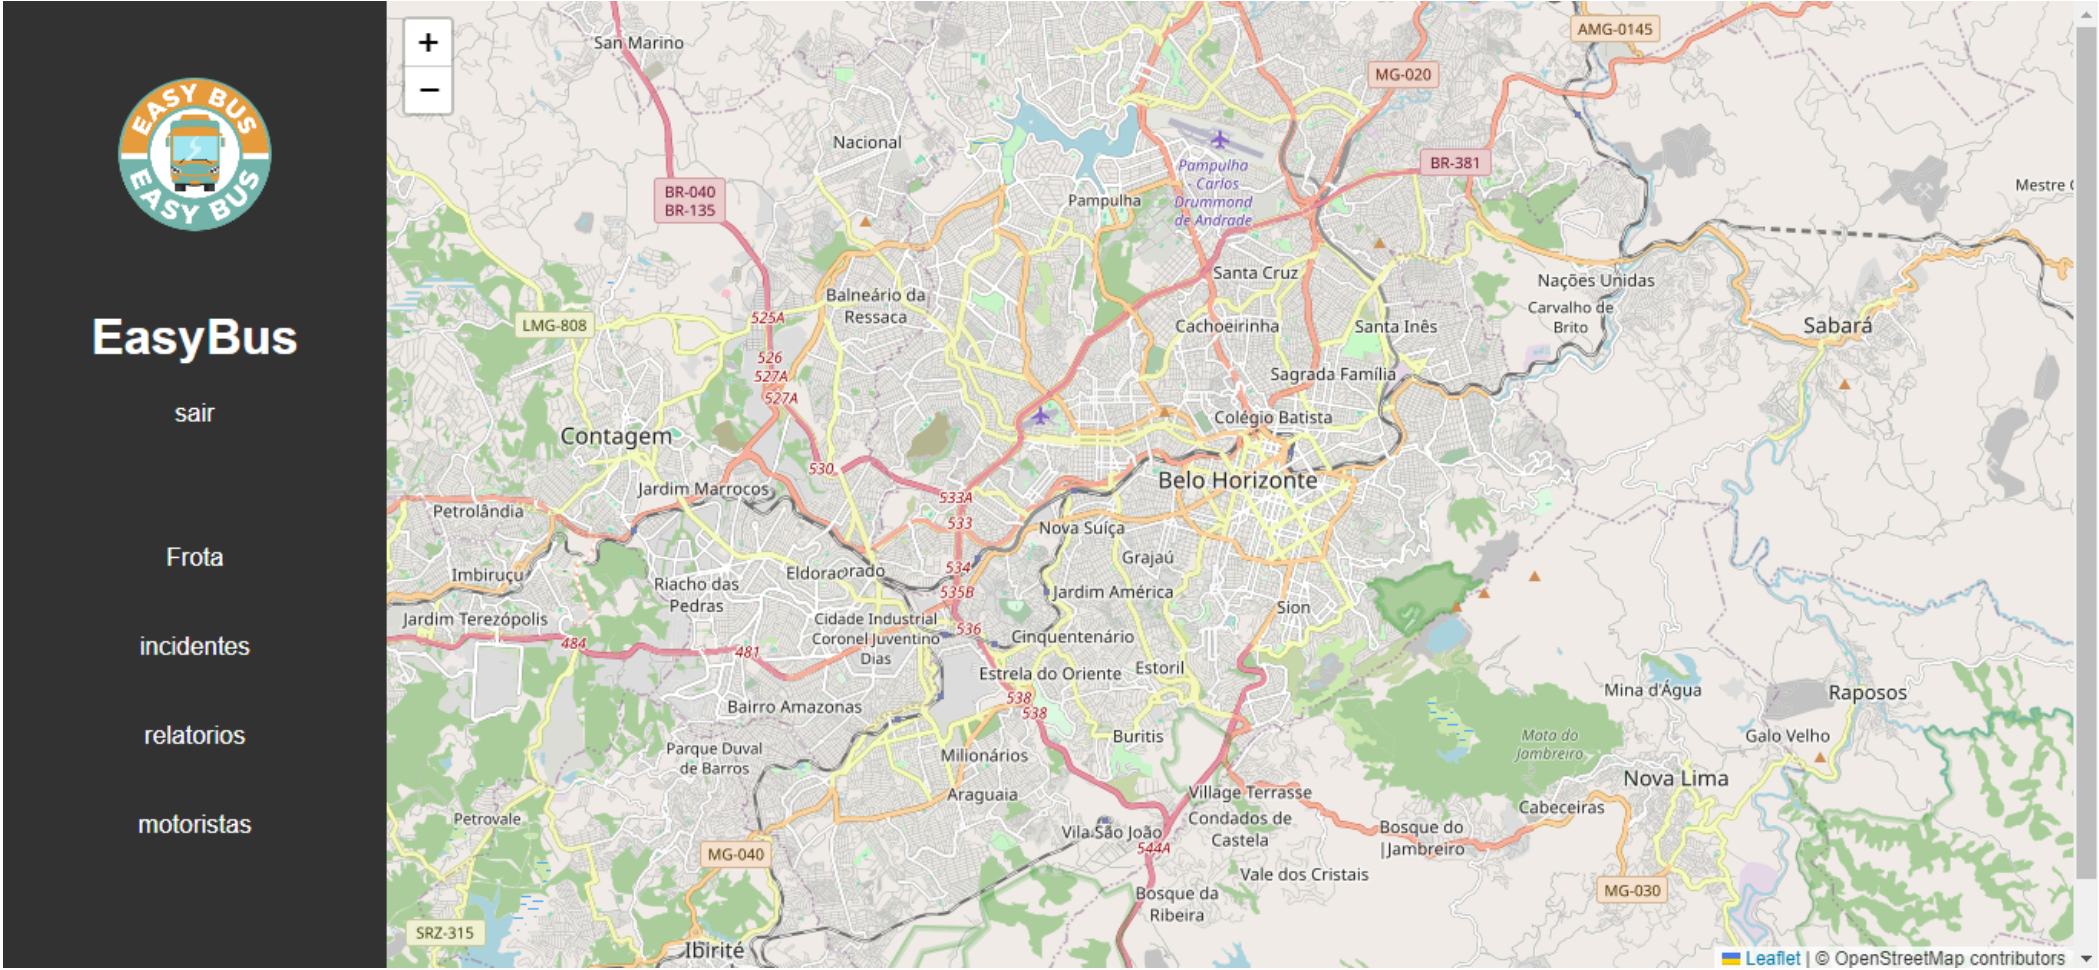 EASY BUS
EASY BUS
EasyBus
sair
Frota
incidentes
relatorios
motoristas
+
−
San Marino
AMG-0145
MG-020
Nacional
BR-381
Pampulha
- Carlos
Drummond
de Andrade
BR-040
BR-135
Pampulha
Mestre
Santa Cruz
Nações Unidas
Balneário da
Ressaca
Carvalho de
Brito
525A
LMG-808
Cachoeirinha
Santa Inês
Sabará
526
527A
527A
Sagrada Família
Colégio Batista
Contagem
530
Belo Horizonte
Jardim Marrocos
533A
Petrolândia
533
Nova Suíça
Grajaú
534
Imbiruçu
Eldorado
rado
Riacho das
Pedras
535B
Jardim América
Sion
Jardim Terezópolis
Cidade Industrial
Coronel Juventino
Dias
536
Cinquentenário
484
481
Estrela do Oriente
Estoril
538
538
Mina d'Água
Raposos
Bairro Amazonas
Buritis
Galo Velho
Mata do
Jambreiro
Parque Duval
de Barros
Milionários
Nova Lima
Araguaia
Village Terrasse
Cabeceiras
Petrovale
Vila São João
Condados de
Castela
Bosque do
Jambreiro
544A
MG-040
Vale dos Cristais
MG-030
Bosque da
Ribeira
SRZ-315
Ibirité
Leaflet | © OpenStreetMap contributors